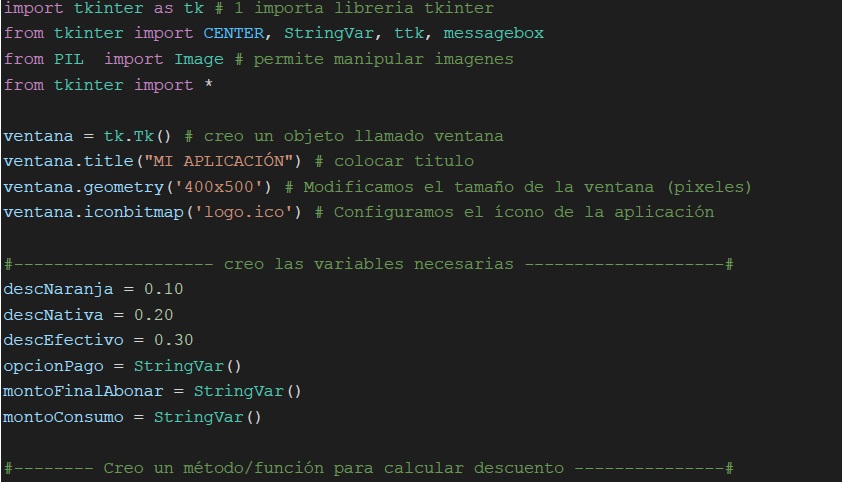 import tkinter as tk # 1 importa libreria tkinter
from tkinter import CENTER, StringVar, ttk, messagebox
from PIL  import Image # permite manipular imagenes
from tkinter import *
ventana = tk.Tk() # creo un objeto llamado ventana
ventana.title("MI APLICACIÓN") # colocar titulo
ventana.geometry('400x500') # Modificamos el tamaño de la ventana (pixeles)
ventana.iconbitmap('logo.ico') # Configuramos el ícono de la aplicación
#-------------------- creo las variables necesarias --------------------#
descNaranja = 0.10
descNativa = 0.20
descEfectivo = 0.30
opcionPago = StringVar()
montoFinalAbonar = StringVar()
montoConsumo = StringVar()
#-------- Creo un método/función para calcular descuento ---------------#